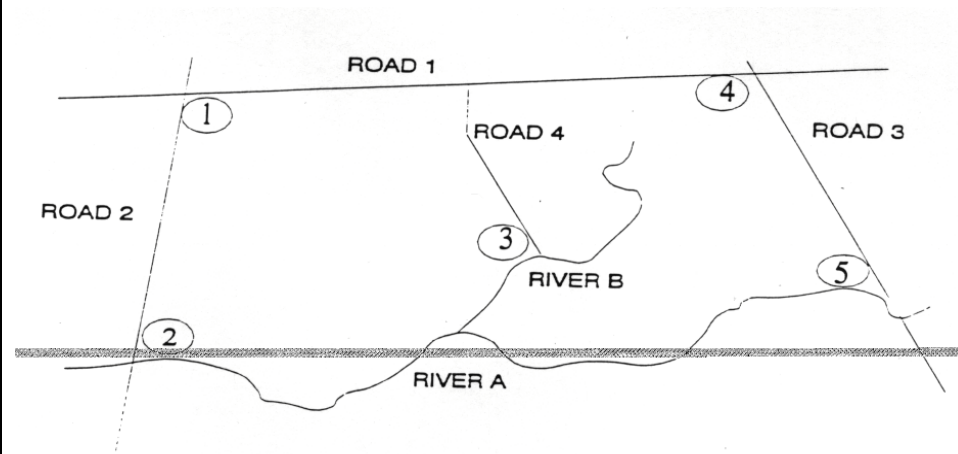 ROAD 1
1
4
ROAD 4
ROAD 3
ROAD 2
3
5
RIVER B
2
RIVER A